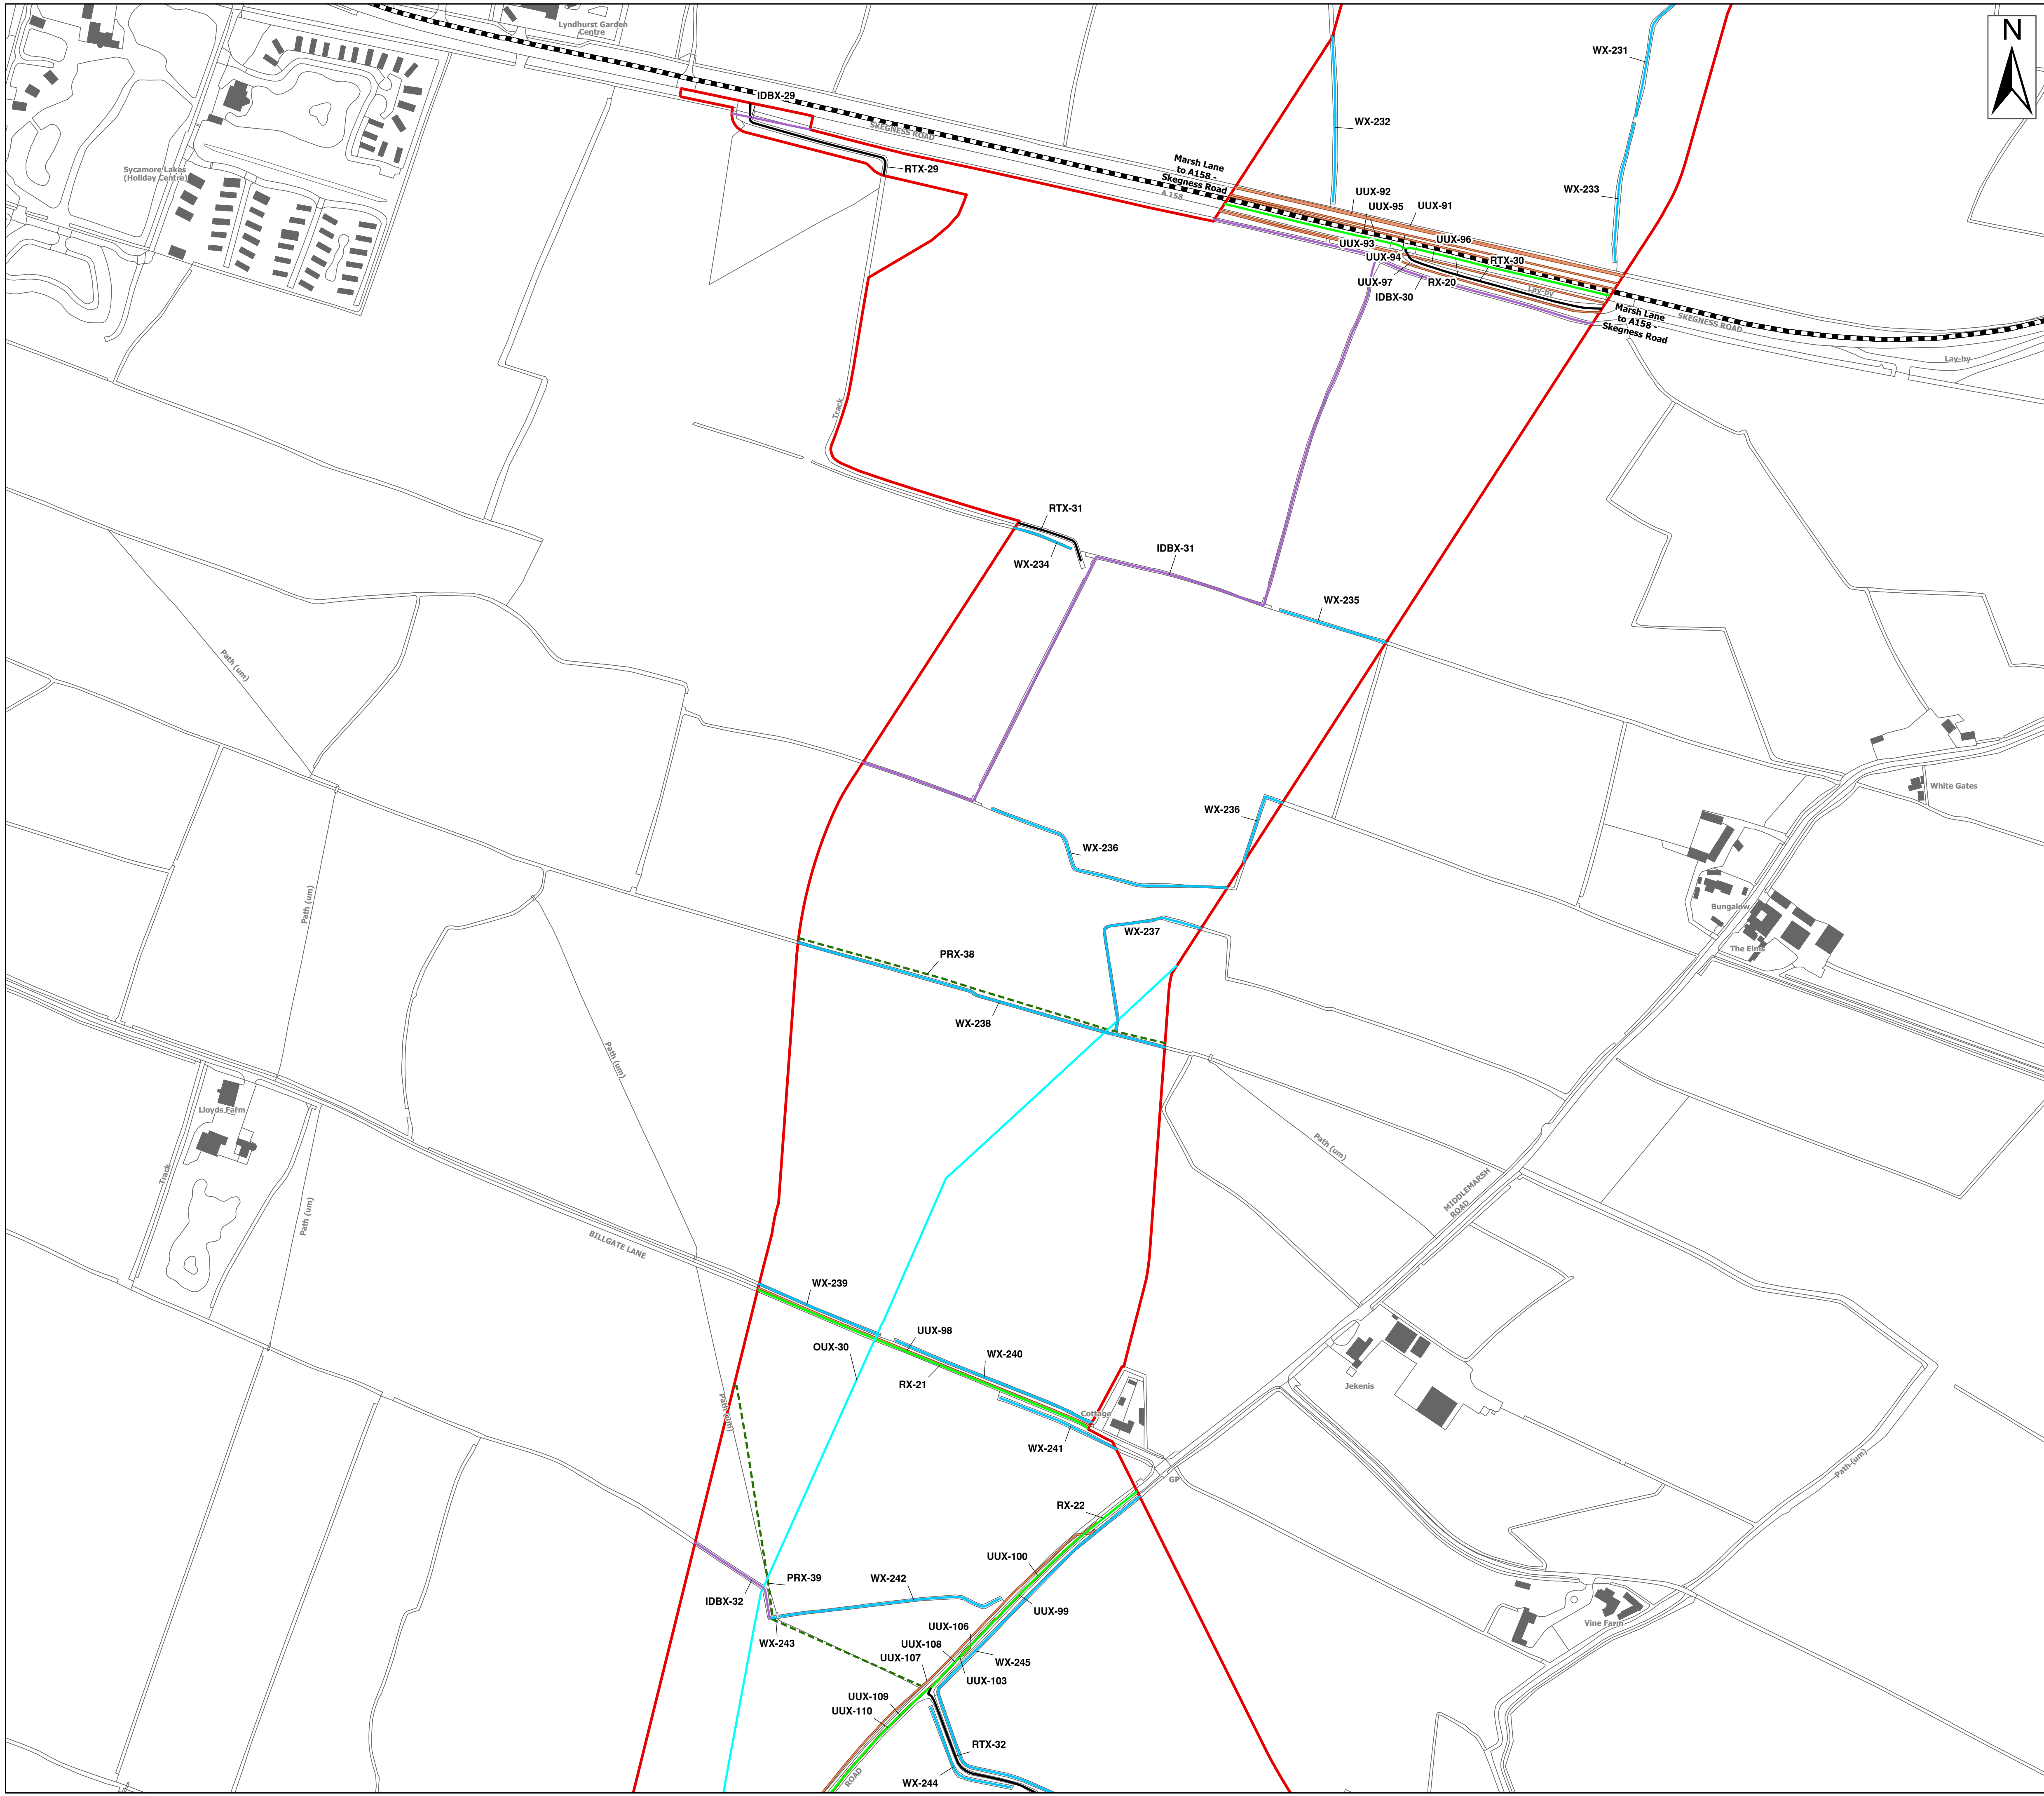 Lyndhurst Garden
Centre
N
WX-231
IDBX-29
SKEGNESS ROAD
WX-232
Marsh Lane
to A158 -
Skegness Road
Sycamore Lakes
(Holiday Centre)
RTX-29
A 158
UUX-92
WX-233
UUX-95
UUX-91
UUX-93
UUX-96
UUX-94
RTX-30
UUX-97
RX-20
Lay-by
IDBX-30
Marsh Lane
to A158 -
Skegness Road
SKEGNESS ROAD
Lay-by
Track
RTX-31
WX-234
IDBX-31
WX-235
Path (um)
White Gates
WX-236
WX-236
Path (um)
Bungalow
WX-237
The Elms
PRX-38
WX-238
Path (um)
Lloyds Farm
Path (um)
Track
Path (um)
MIDDLEMARSH
ROAD
BILLGATE LANE
WX-239
UUX-98
OUX-30
WX-240
RX-21
Jekenis
Path (um)
Cottage
WX-241
Path (um)
GP
RX-22
UUX-100
PRX-39
WX-242
IDBX-32
UUX-99
Vine Farm
UUX-106
WX-243
UUX-108
UUX-107
WX-245
UUX-103
UUX-109
UUX-110
RTX-32
ROAD
WX-244